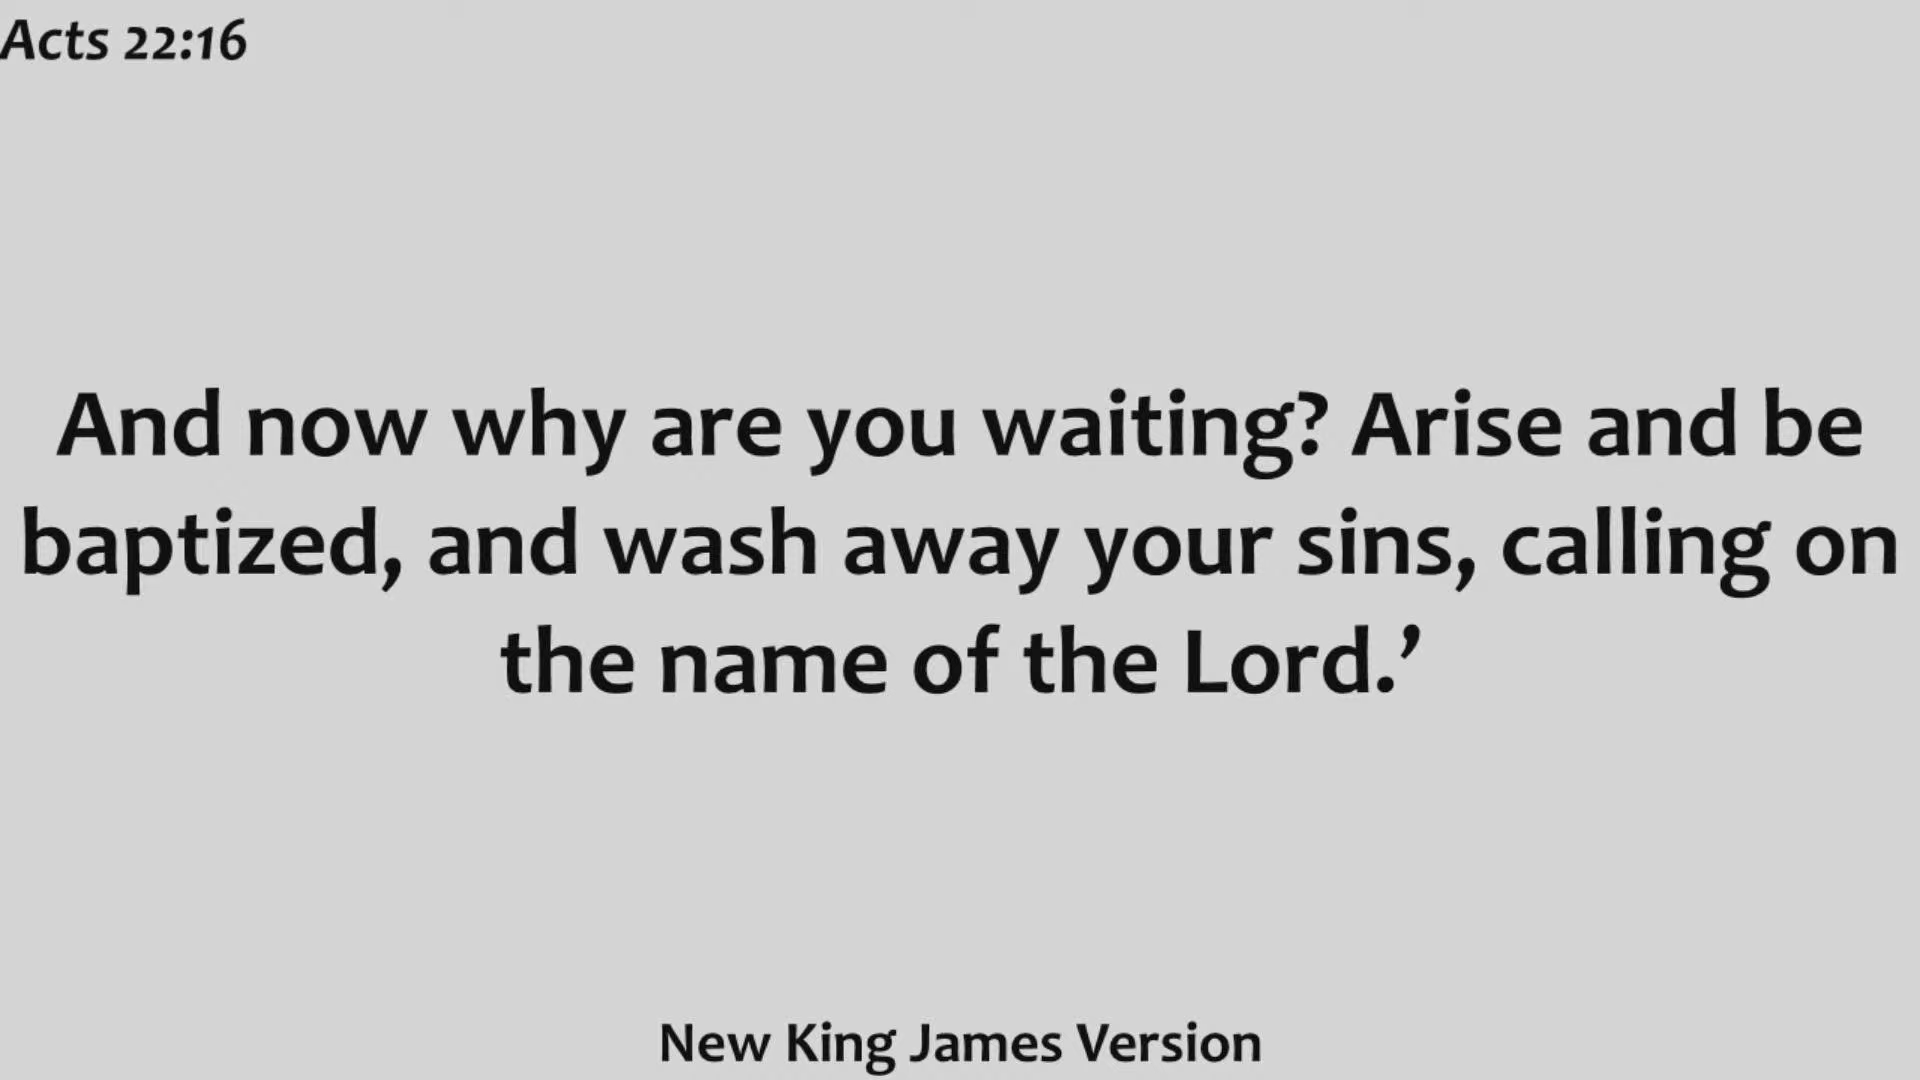 Acts 22:16
And now why are you waiting? Arise and be
baptized, and wash away your sins, calling on
the name of the Lord.’
New King James Version